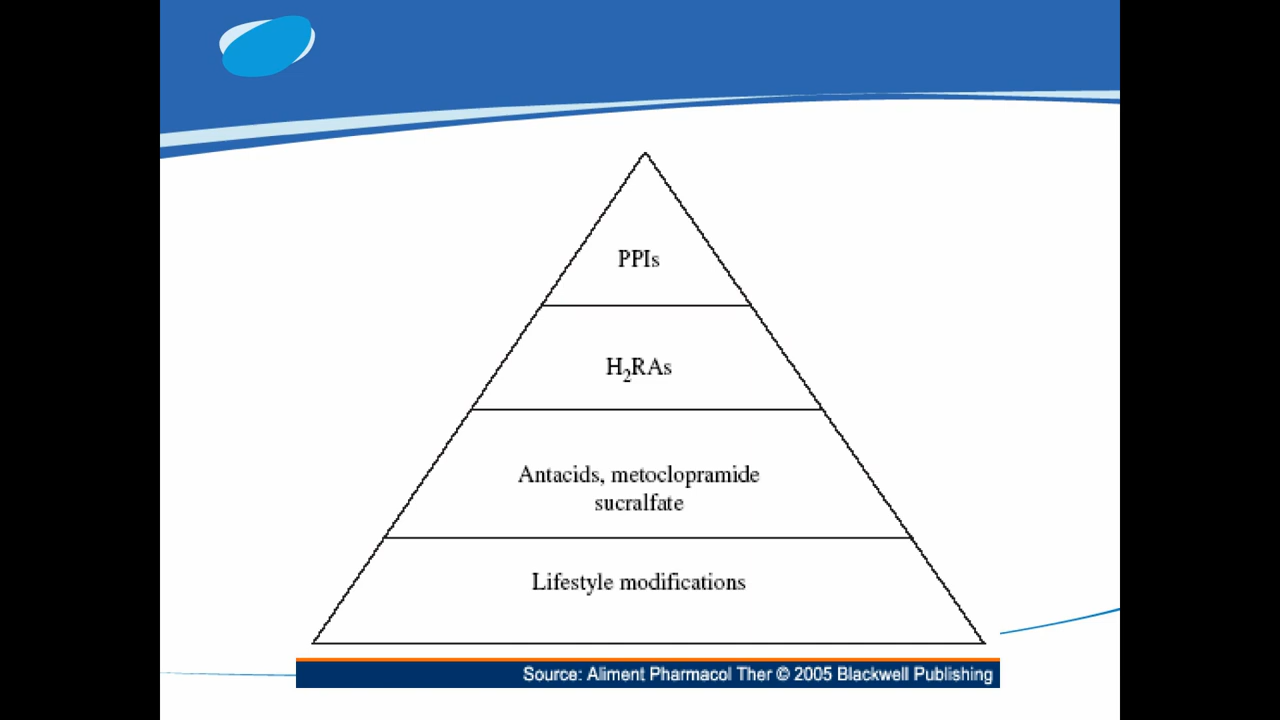 PPIs
H₂RAs
Antacids, metoclopramide
sucralfate
Lifestyle modifications
Source: Aliment Pharmacol Ther © 2005 Blackwell Publishing